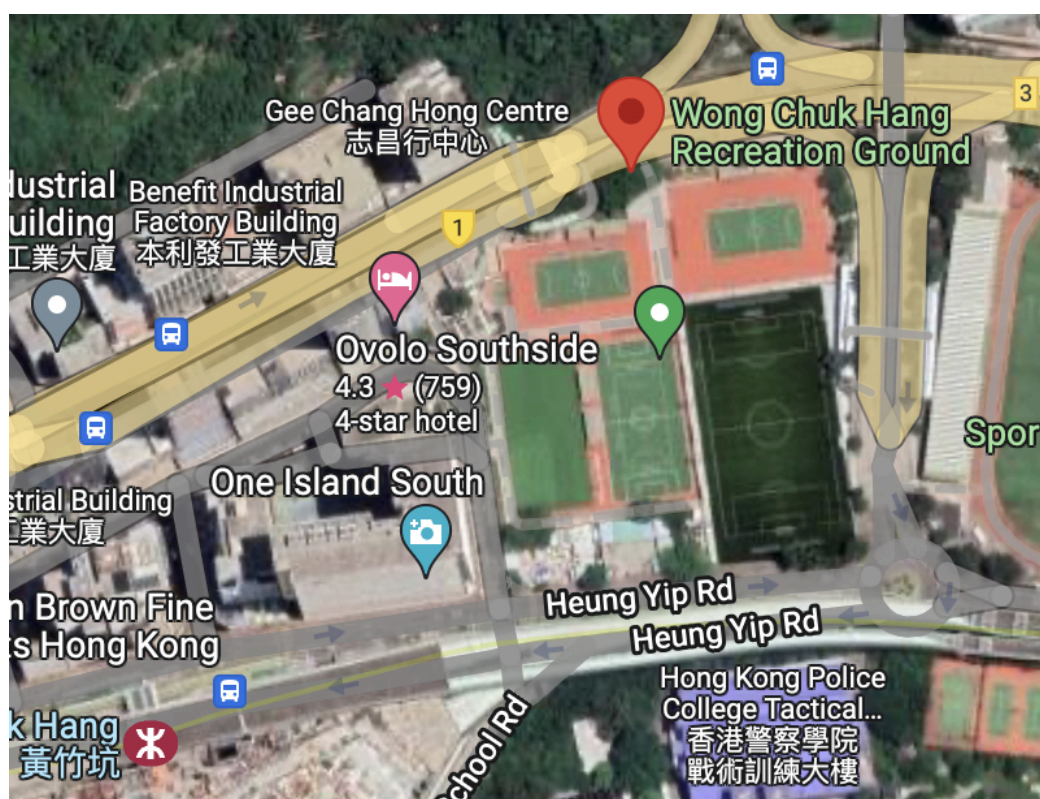 Gee Chang Hong Centre
志昌行中心
3
Wong Chuk Hang
Recreation Ground
dustrial
uilding
工業大廈
Benefit Industrial
Factory Building
本利發工業大廈
1
Ovolo Southside
4.3 ★ (759)
4-star hotel
Spor
One Island South
strial Building
工業大廈
n Brown Fine
ts Hong Kong
Heung Yip Rd
Heung Yip Rd
Hong Kong Police
College Tactical...
香港警察學院
戰術訓練大樓
k Hang
黃竹坑
chool Rd